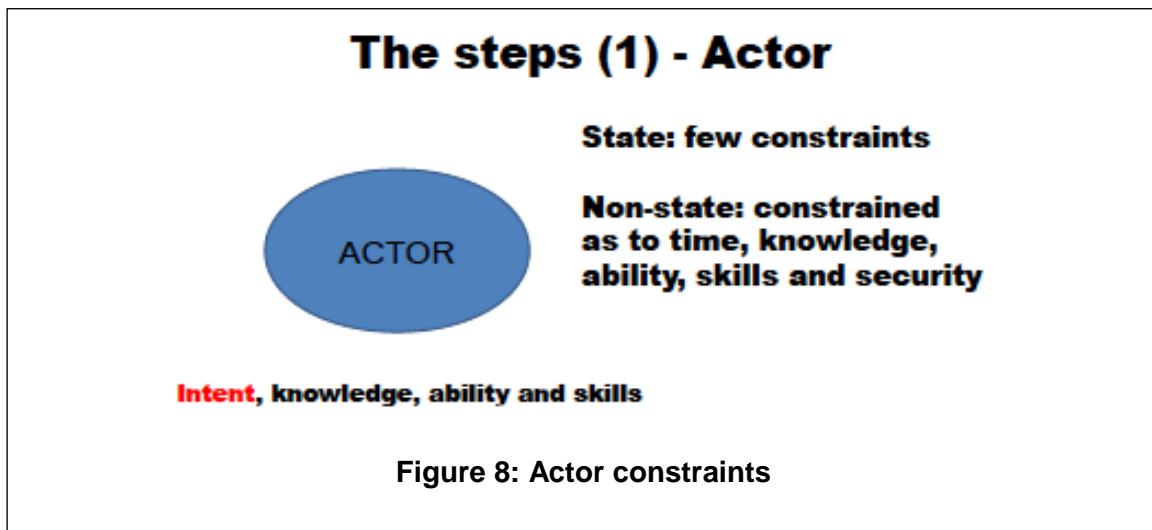 The steps (1) - Actor
State: few constraints
Non-state: constrained
as to time, knowledge,
ability, skills and security
ACTOR
Intent, knowledge, ability and skills
Figure 8: Actor constraints